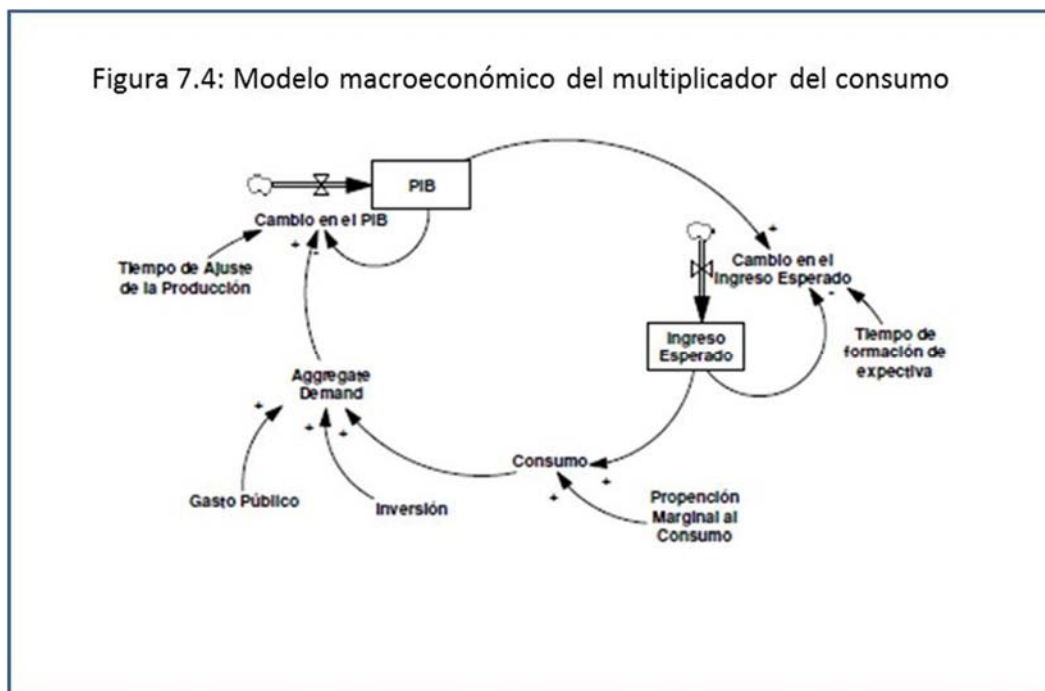 Figura 7.4: Modelo macroeconómico del multiplicador del consumo
PIB
Cambio en el PIB
+
-
+
Cambio en el
Ingreso Esperado
-
Tiempo de Ajuste
de la Producción
Ingreso
Esperado
Tiempo de
formación de
expectiva
Aggregate
Demand
+
+
+
Consumo
+
+
Gasto Público
Inversión
Propención
Marginal al
Consumo